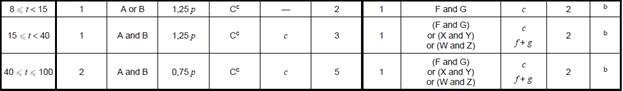 8 ⩽ t < 15 1 A or B 1,25 p Cᶜ — 2 1 F and G c 2 b
15 ⩽ t < 40 1 A and B 1,25 p Cᶜ c 3 1 (F and G) or (X and Y) or (W and Z) c f + g 2 b
40 ⩽ t ⩽ 100 2 A and B 0,75 p Cᶜ c 5 1 (F and G) or (X and Y) or (W and Z) c f + g 2 b